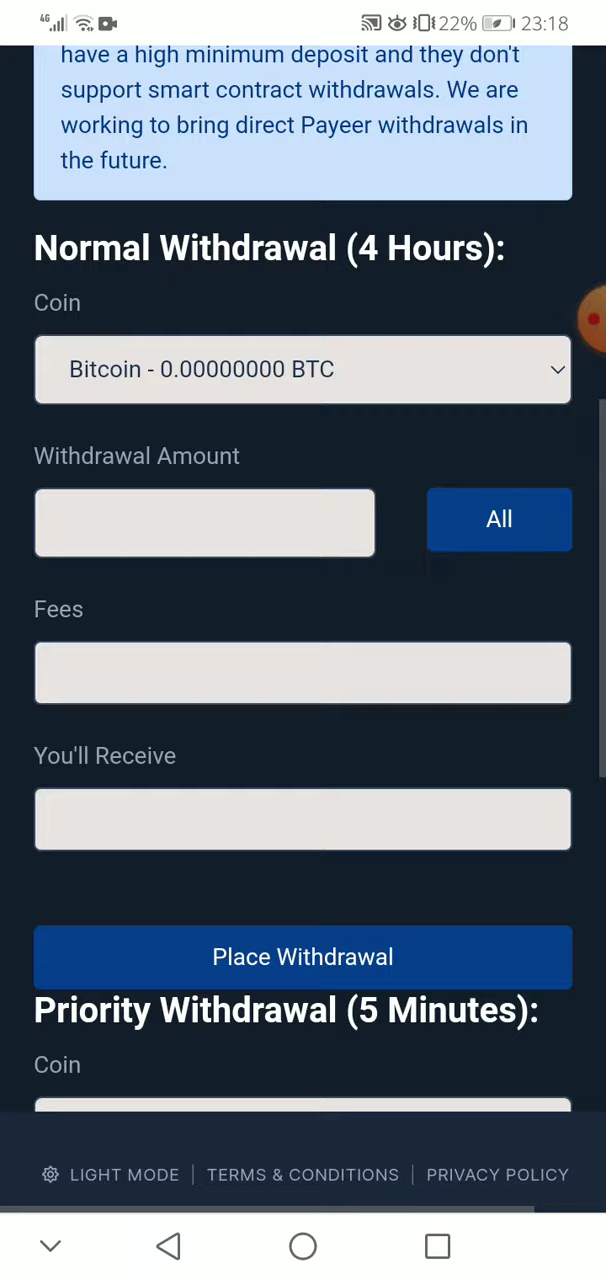 4G 22% 23:18
have a high minimum deposit and they don't
support smart contract withdrawals. We are
working to bring direct Payeer withdrawals in
the future.
Normal Withdrawal (4 Hours):
Coin
Bitcoin - 0.00000000 BTC
Withdrawal Amount
All
Fees
You'll Receive
Place Withdrawal
Priority Withdrawal (5 Minutes):
Coin
LIGHT MODE | TERMS & CONDITIONS | PRIVACY POLICY